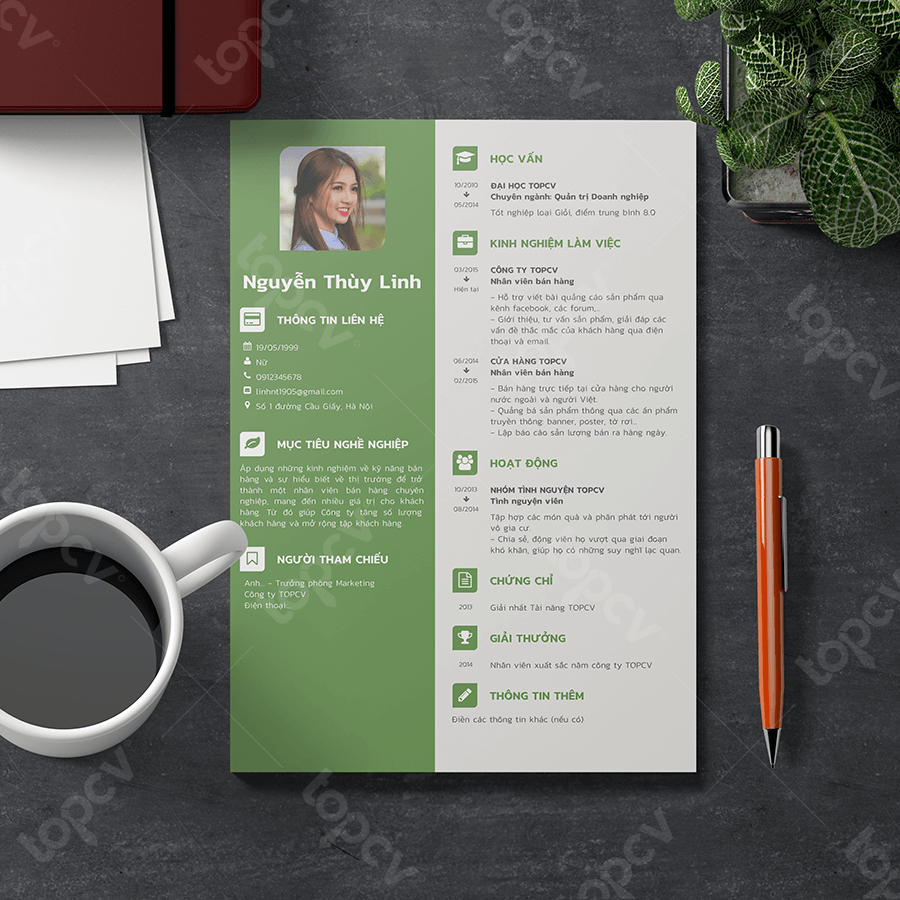 Nguyễn Thùy Linh
THÔNG TIN LIÊN HỆ
19/05/1999
Nữ
0912345678
linhnt1905@gmail.com
Số 1 đường Cầu Giấy, Hà Nội
MỤC TIÊU NGHỀ NGHIỆP
Áp dụng những kinh nghiệm về kỹ năng bán
hàng và sự hiểu biết về thị trường để trở
thành một nhân viên bán hàng chuyên
nghiệp, mang đến nhiều giá trị cho khách
hàng. Từ đó giúp Công ty tăng số lượng
khách hàng và mở rộng tập khách hàng.
NGƯỜI THAM CHIẾU
Anh... - Trưởng phòng Marketing
Công ty TOPCV
Điện thoại:...
HỌC VẤN
10/2010
05/2014
ĐẠI HỌC TOPCV
Chuyên ngành: Quản trị Doanh nghiệp
Tốt nghiệp loại Giỏi, điểm trung bình 8.0
KINH NGHIỆM LÀM VIỆC
03/2015
Hiện tại
CÔNG TY TOPCV
Nhân viên bán hàng
- Hỗ trợ viết bài quảng cáo sản phẩm qua
kênh facebook, các forum,...
- Giới thiệu, tư vấn sản phẩm, giải đáp các
vấn đề thắc mắc của khách hàng qua điện
thoại và email.
06/2014
02/2015
CỬA HÀNG TOPCV
Nhân viên bán hàng
- Bán hàng trực tiếp tại cửa hàng cho người
nước ngoài và người Việt.
- Quảng bá sản phẩm thông qua các ấn phẩm
truyền thông: banner, poster, tờ rơi...
- Lập báo cáo sản lượng bán ra hàng ngày.
HOẠT ĐỘNG
10/2013
08/2014
NHÓM TÌNH NGUYỆN TOPCV
Tình nguyện viên
Tập hợp các món quà và phân phát tới người
vô gia cư.
- Chia sẻ, động viên họ vượt qua giai đoạn
khó khăn, giúp họ có những suy nghĩ lạc quan.
CHỨNG CHỈ
2013
Giải nhất Tài năng TOPCV
GIẢI THƯỞNG
2014
Nhân viên xuất sắc năm công ty TOPCV
THÔNG TIN THÊM
Điền các thông tin khác (nếu có)
topcv
topcv
topcv
topcv
topcv
topcv
topcv
topcv